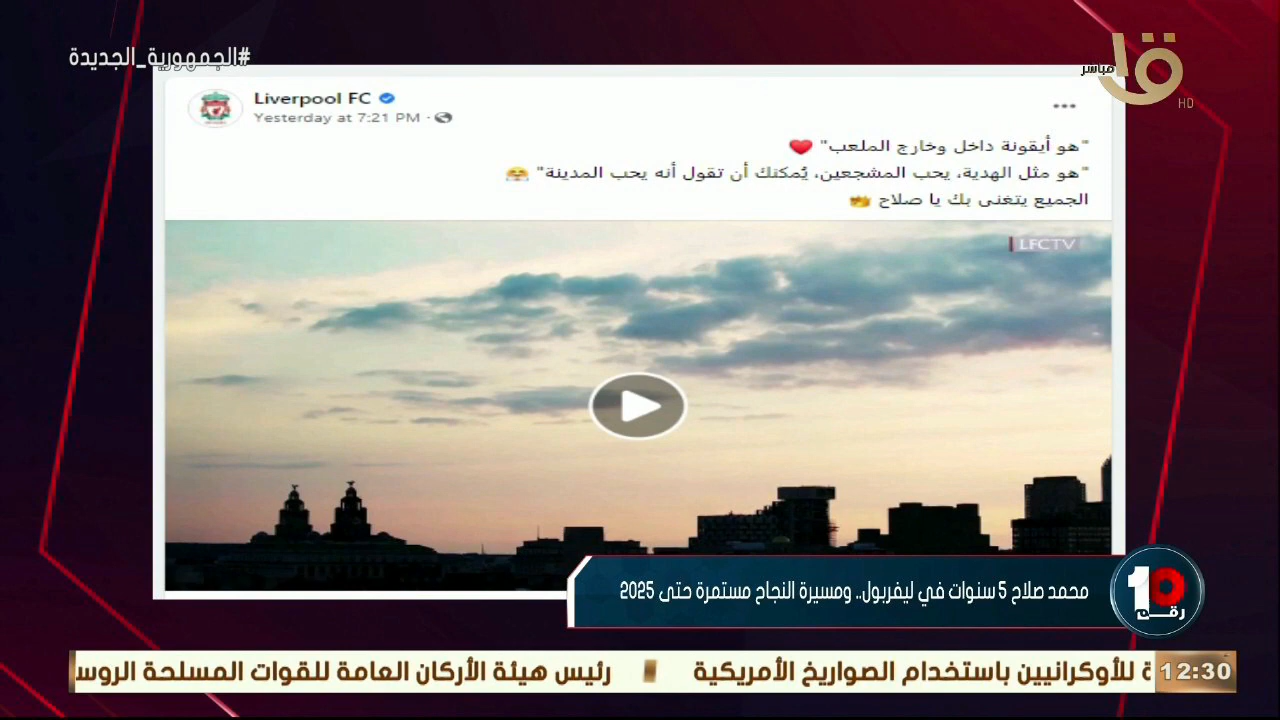 #الجمهورية_الجديدة
مباشر
HD
Liverpool FC
Yesterday at 7:21 PM ·
"هو أيقونة داخل وخارج الملعب" ❤️
"هو مثل الهدية، يحب المشجعين، يُمكنك أن تقول أنه يحب المدينة"
الجميع يتغنى بك يا صلاح
LFCTV
محمد صلاح 5 سنوات في ليفربول.. ومسيرة النجاح مستمرة حتى 2025
رقم 10
12:30
للأوكرانيين باستخدام الصواريخ الأمريكية
رئيس هيئة الأركان العامة للقوات المسلحة